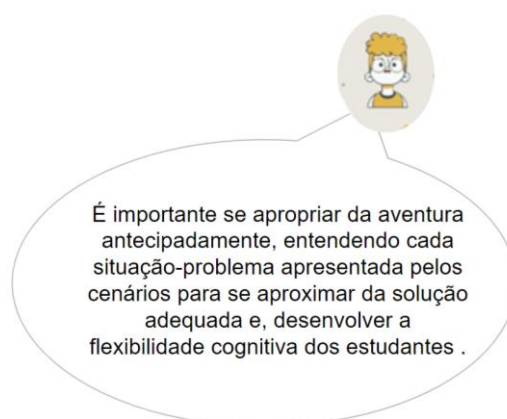 É importante se apropriar da aventura
antecipadamente, entendendo cada
situação-problema apresentada pelos
cenários para se aproximar da solução
adequada e, desenvolver a
flexibilidade cognitiva dos estudantes .